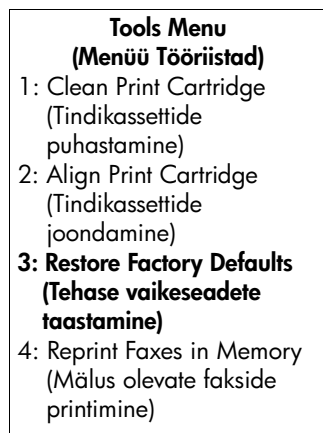 Tools Menu
(Menüü Tööriistad)
1: Clean Print Cartridge
(Tindikassettide
puhastamine)
2: Align Print Cartridge
(Tindikassettide
joondamine)
3: Restore Factory Defaults
(Tehase vaikeseadete
taastamine)
4: Reprint Faxes in Memory
(Mälus olevate fakside
printimine)